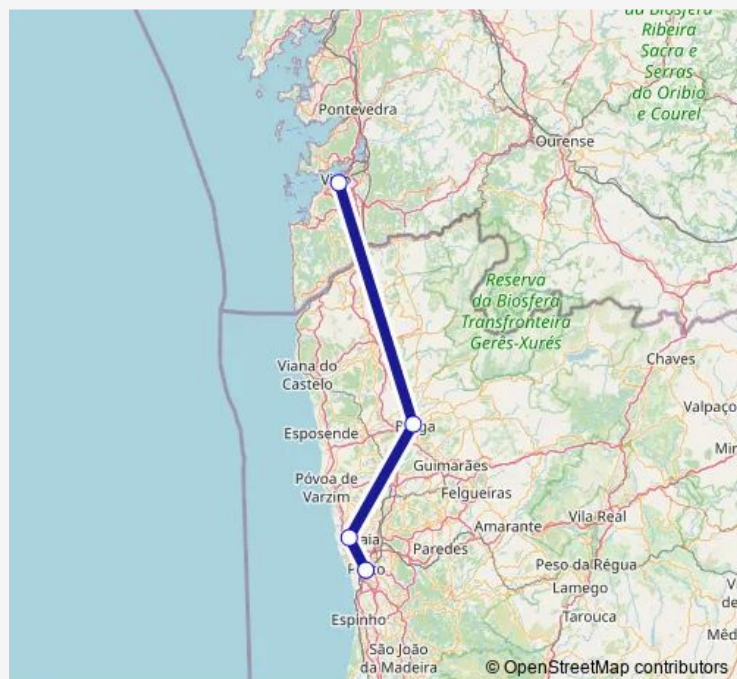 da Biosfera
Ribeira
Sacra e
Serras
do Oribio
e Courel
Pontevedra
Ourense
Reserva
da Biosfera
Transfronteira
Gerês-Xurés
Chaves
Viana do
Castelo
Esposende
Guimarães
Póvoa de
Varzim
Felgueiras
Vila Real
Amarante
Paredes
Peso da Régua
Lamego
Tarouca
Espinho
São João
da Madeira
© OpenStreetMap contributors